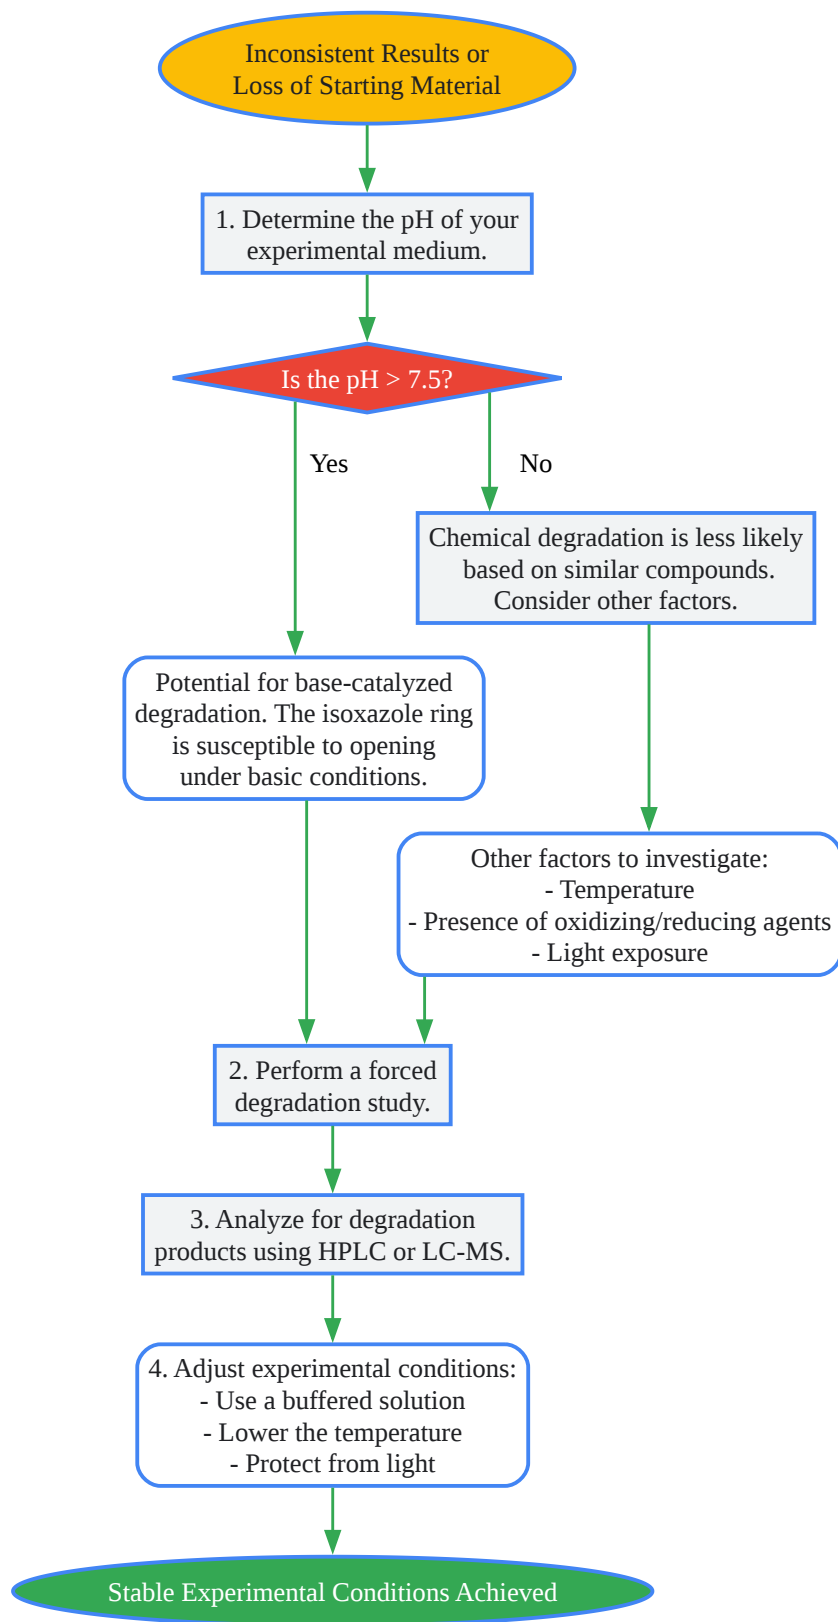 Inconsistent Results or
Loss of Starting Material
1. Determine the pH of your
experimental medium.
Is the pH > 7.5?
Yes
No
Chemical degradation is less likely
based on similar compounds.
Consider other factors.
Potential for base-catalyzed
degradation. The isoxazole ring
is susceptible to opening
under basic conditions.
Other factors to investigate:
- Temperature
- Presence of oxidizing/reducing agents
- Light exposure
2. Perform a forced
degradation study.
3. Analyze for degradation
products using HPLC or LC-MS.
4. Adjust experimental conditions:
- Use a buffered solution
- Lower the temperature
- Protect from light
Stable Experimental Conditions Achieved